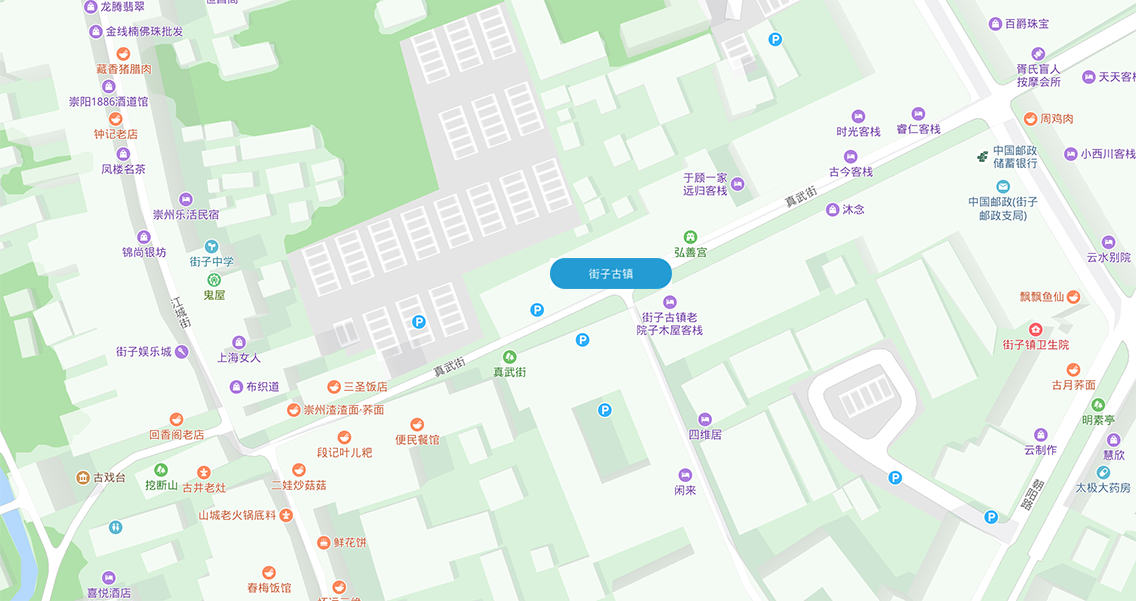 龙腾翡翠
金线楠佛珠批发
百爵珠宝
藏香猪腊肉
胥氏盲人
按摩会所
天天客栈
崇阳1886酒道馆
钟记老店
时光客栈
睿仁客栈
周鸡肉
凤楼名茶
古今客栈
中国邮政
储蓄银行
小西川客栈
于顾一家
远归客栈
真武街
崇州乐活民宿
沐念
中国邮政(街子
邮政支局)
锦尚银坊
街子中学
弘善宫
云水别院
街子古镇
鬼屋
P
江城街
飘飘鱼仙
街子古镇老
院子木屋客栈
街子镇卫生院
街子娱乐城
上海女人
真武街
真武街
布织道
三圣饭店
古月荞面
崇州渣渣面·荞面
回香阁老店
便民餐馆
四维居
明素亭
段记叶儿粑
云制作
慧欣
古戏台
挖断山
古井老灶
二娃炒菇菇
闲来
太极大药房
朝阳路
山城老火锅底料
鲜花饼
春梅饭馆
喜悦酒店